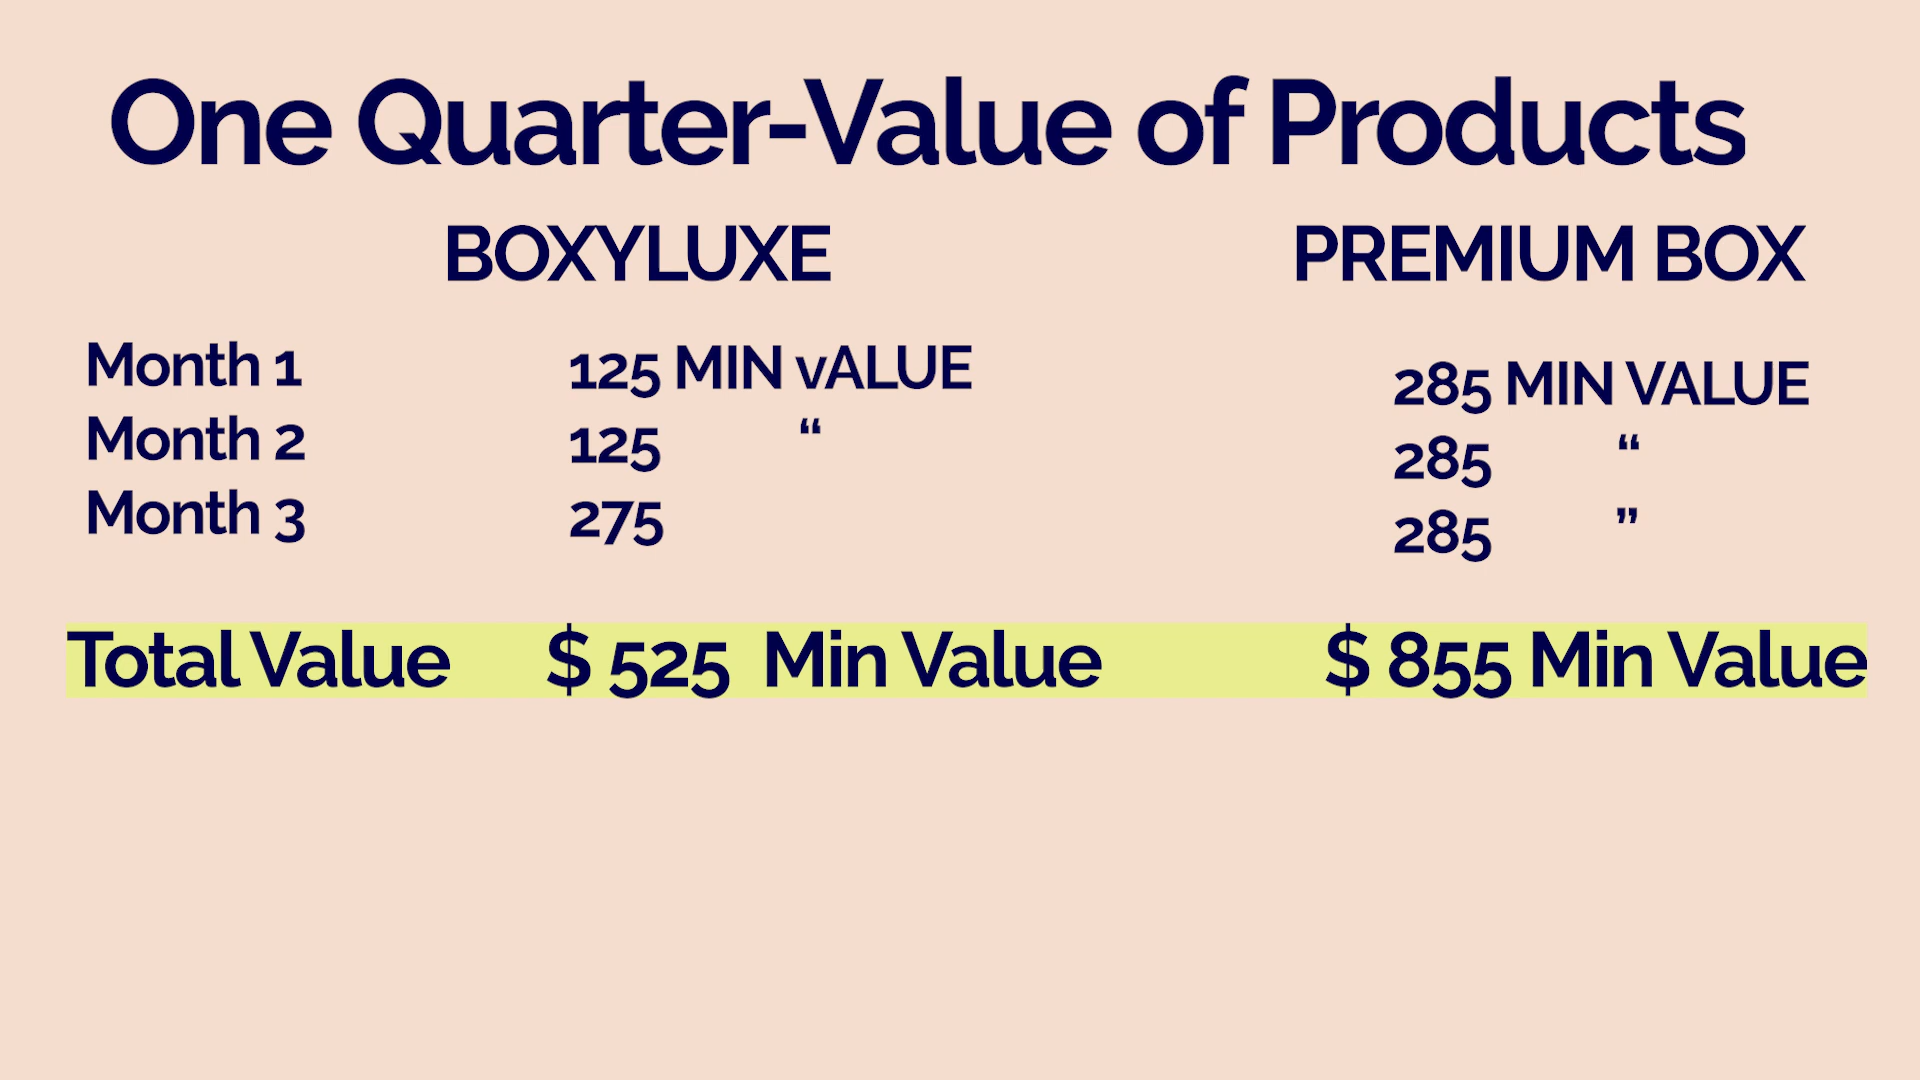 One Quarter-Value of Products
BOXYLUXE PREMIUM BOX
Month 1 125 MIN vALUE 285 MIN VALUE
Month 2 125 “ 285 “
Month 3 275 285 ”
Total Value $ 525 Min Value $ 855 Min Value